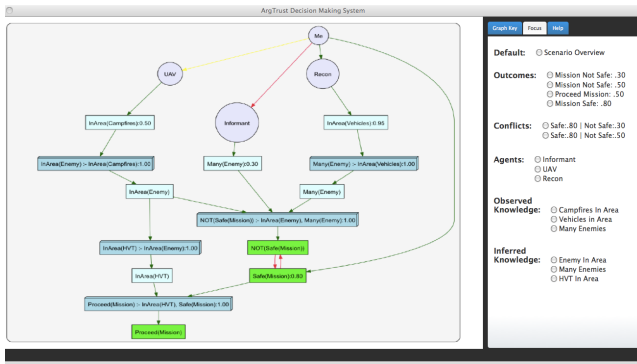 ArgTrust Decision Making System
Me
UAV
Recon
Informant
InArea(Campfires):0.50
InArea(Vehicles):0.95
InArea(Enemy) :- InArea(Campfires):1.00
Many(Enemy):0.30
Many(Enemy) :- InArea(Vehicles):1.00
InArea(Enemy)
Many(Enemy)
NOT(Safe(Mission)) :- InArea(Enemy), Many(Enemy):1.00
InArea(HVT) :- InArea(Enemy):1.00
NOT(Safe(Mission))
InArea(HVT)
Safe(Mission):0.80
Proceed(Mission) :- InArea(HVT), Safe(Mission):1.00
Proceed(Mission)
Graph Key Focus Help
Default: Scenario Overview
Outcomes: Mission Not Safe: .30
Mission Not Safe: .50
Proceed Mission: .50
Mission Safe: .80
Conflicts: Safe:.80 | Not Safe:.30
Safe:.80 | Not Safe:.50
Agents: Informant
UAV
Recon
Observed
Knowledge: Campfires In Area
Vehicles in Area
Many Enemies
Inferred
Knowledge: Enemy In Area
Many Enemies
HVT In Area